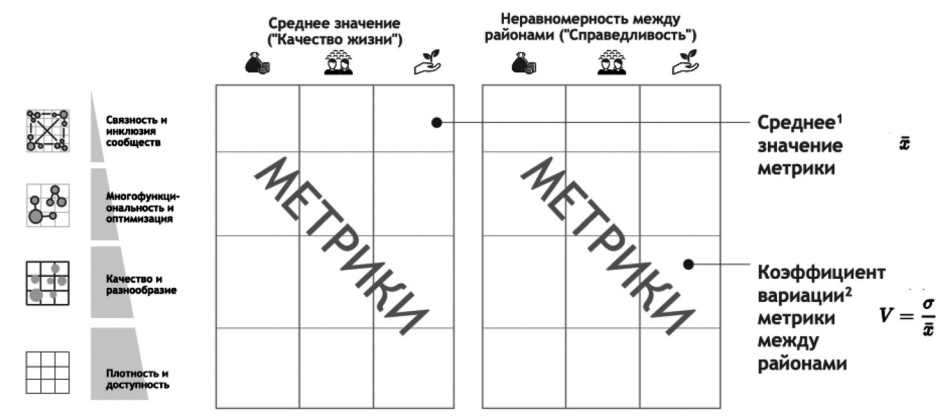 Среднее значение
("Качество жизни")
Неравномерность между
районами ("Справедливость")
Связность и
инклюзия
сообществ
Многофункци-
ональность и
оптимизация
Качество и
разнообразие
Плотность и
доступность
МЕТРИКИ
МЕТРИКИ
Среднее¹
значение
метрики
x̄
Коэффициент
вариации²
метрики
между
районами
V = σ / x̄